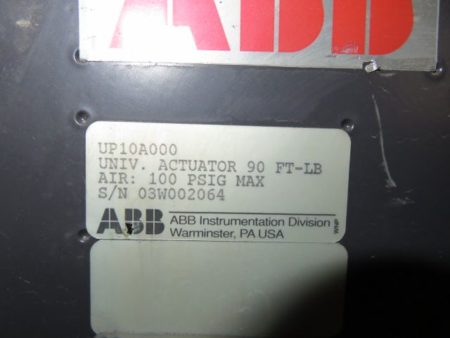 ABB
UP10A000
UNIV. ACTUATOR 90 FT-LB
AIR: 100 PSIG MAX
S/N 03W002064
ABB ABB Instrumentation Division
Warminster, PA USA
WNP